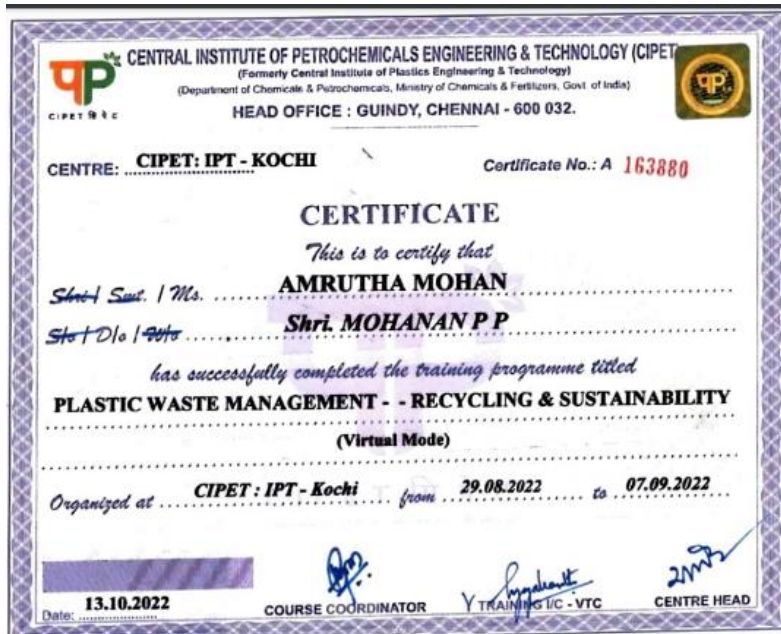 CENTRAL INSTITUTE OF PETROCHEMICALS ENGINEERING & TECHNOLOGY (CIPET)
(Formerly Central Institute of Plastics Engineering & Technology)
(Department of Chemicals & Petrochemicals, Ministry of Chemicals & Fertilizers, Govt. of India)
HEAD OFFICE : GUINDY, CHENNAI - 600 032.
CENTRE: CIPET: IPT - KOCHI
Certificate No.: A 163880
CERTIFICATE
This is to certify that
Shri / Smt. / Ms. AMRUTHA MOHAN
S/o / D/o / W/o Shri. MOHANAN P P
has successfully completed the training programme titled
PLASTIC WASTE MANAGEMENT - - RECYCLING & SUSTAINABILITY
(Virtual Mode)
Organized at CIPET : IPT - Kochi from 29.08.2022 to 07.09.2022
Date: 13.10.2022
COURSE COORDINATOR
TRAINING I/C - VTC
CENTRE HEAD